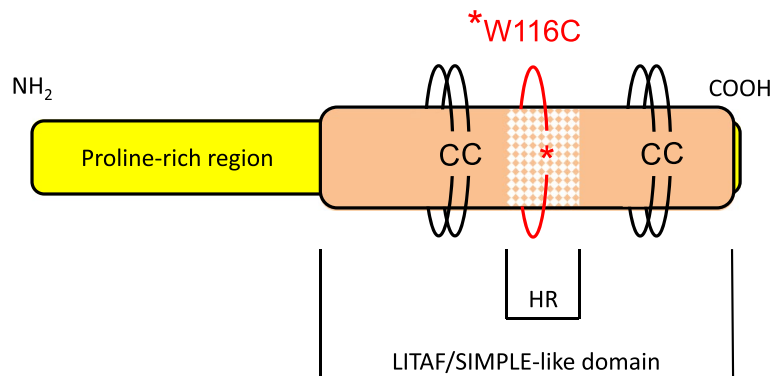 *W116C
NH₂
COOH
Proline-rich region
CC
*
CC
HR
LITAF/SIMPLE-like domain